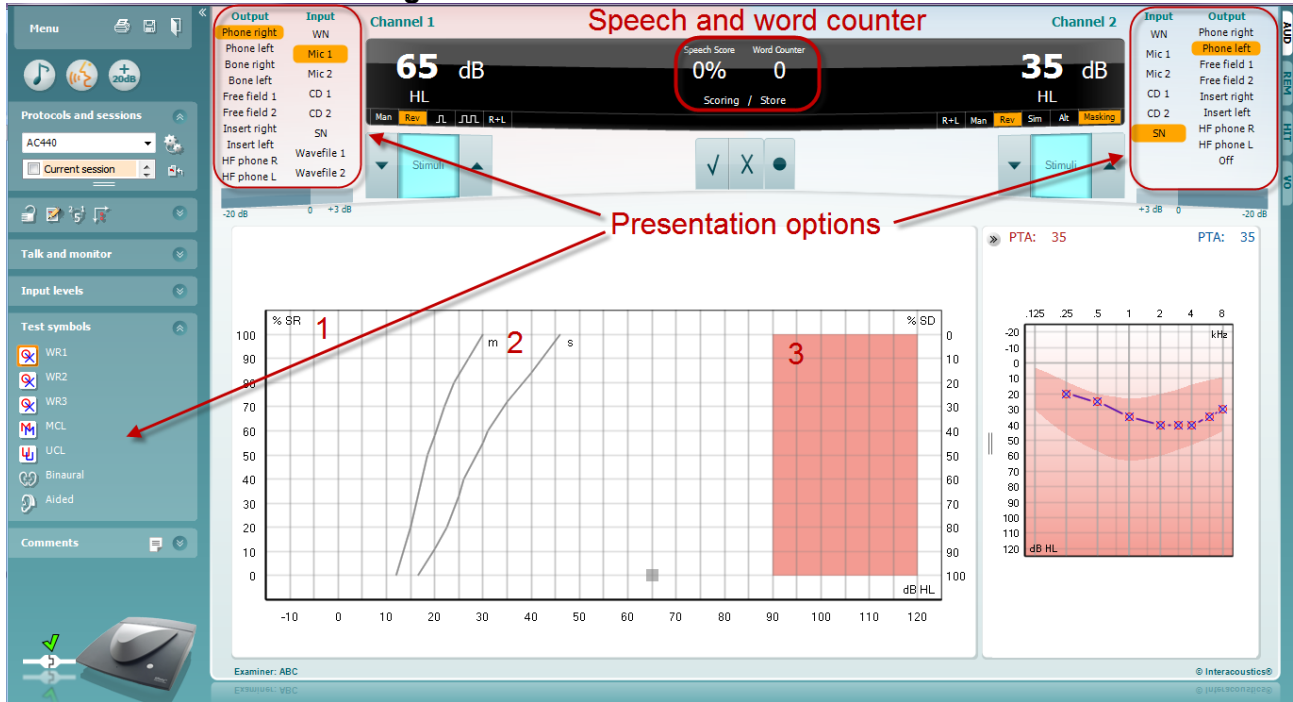 Speech and word counter
Menu
20dB
Protocols and sessions
AC440
Current session
Talk and monitor
Input levels
Test symbols
WR1
WR2
WR3
MCL
UCL
Binaural
Aided
Comments
Output Input
Phone right WN
Phone left Mic 1
Bone right Mic 2
Bone left CD 1
Free field 1 CD 2
Free field 2 SN
Insert right Wavefile 1
Insert left Wavefile 2
HF phone R
HF phone L
Channel 1
65 dB
HL
Man Rev R+L
Speech Score Word Counter
0% 0
Scoring / Store
Channel 2
35 dB
HL
R+L Man Rev Sim Alt Masking
Input Output
WN Phone right
Mic 1 Phone left
Mic 2 Free field 1
CD 1 Free field 2
CD 2 Insert right
SN Insert left
HF phone R
HF phone L
Off
AUD
REM
HIT
VO
Stimuli
√ X
Stimuli
-20 dB 0 +3 dB
+3 dB 0 -20 dB
Presentation options
PTA: 35 PTA: 35
% SR 1 m 2 s 3 % SD
100 0
90 10
80 20
70 30
60 40
50 50
40 60
30 70
20 80
10 90
0 100
dB HL
-10 0 10 20 30 40 50 60 70 80 90 100 110 120
.125 .25 .5 1 2 4 8
kHz
-20
-10
0
10
20
30
40
50
60
70
80
90
100
110
120 dB HL
Examiner: ABC
© Interacoustics®